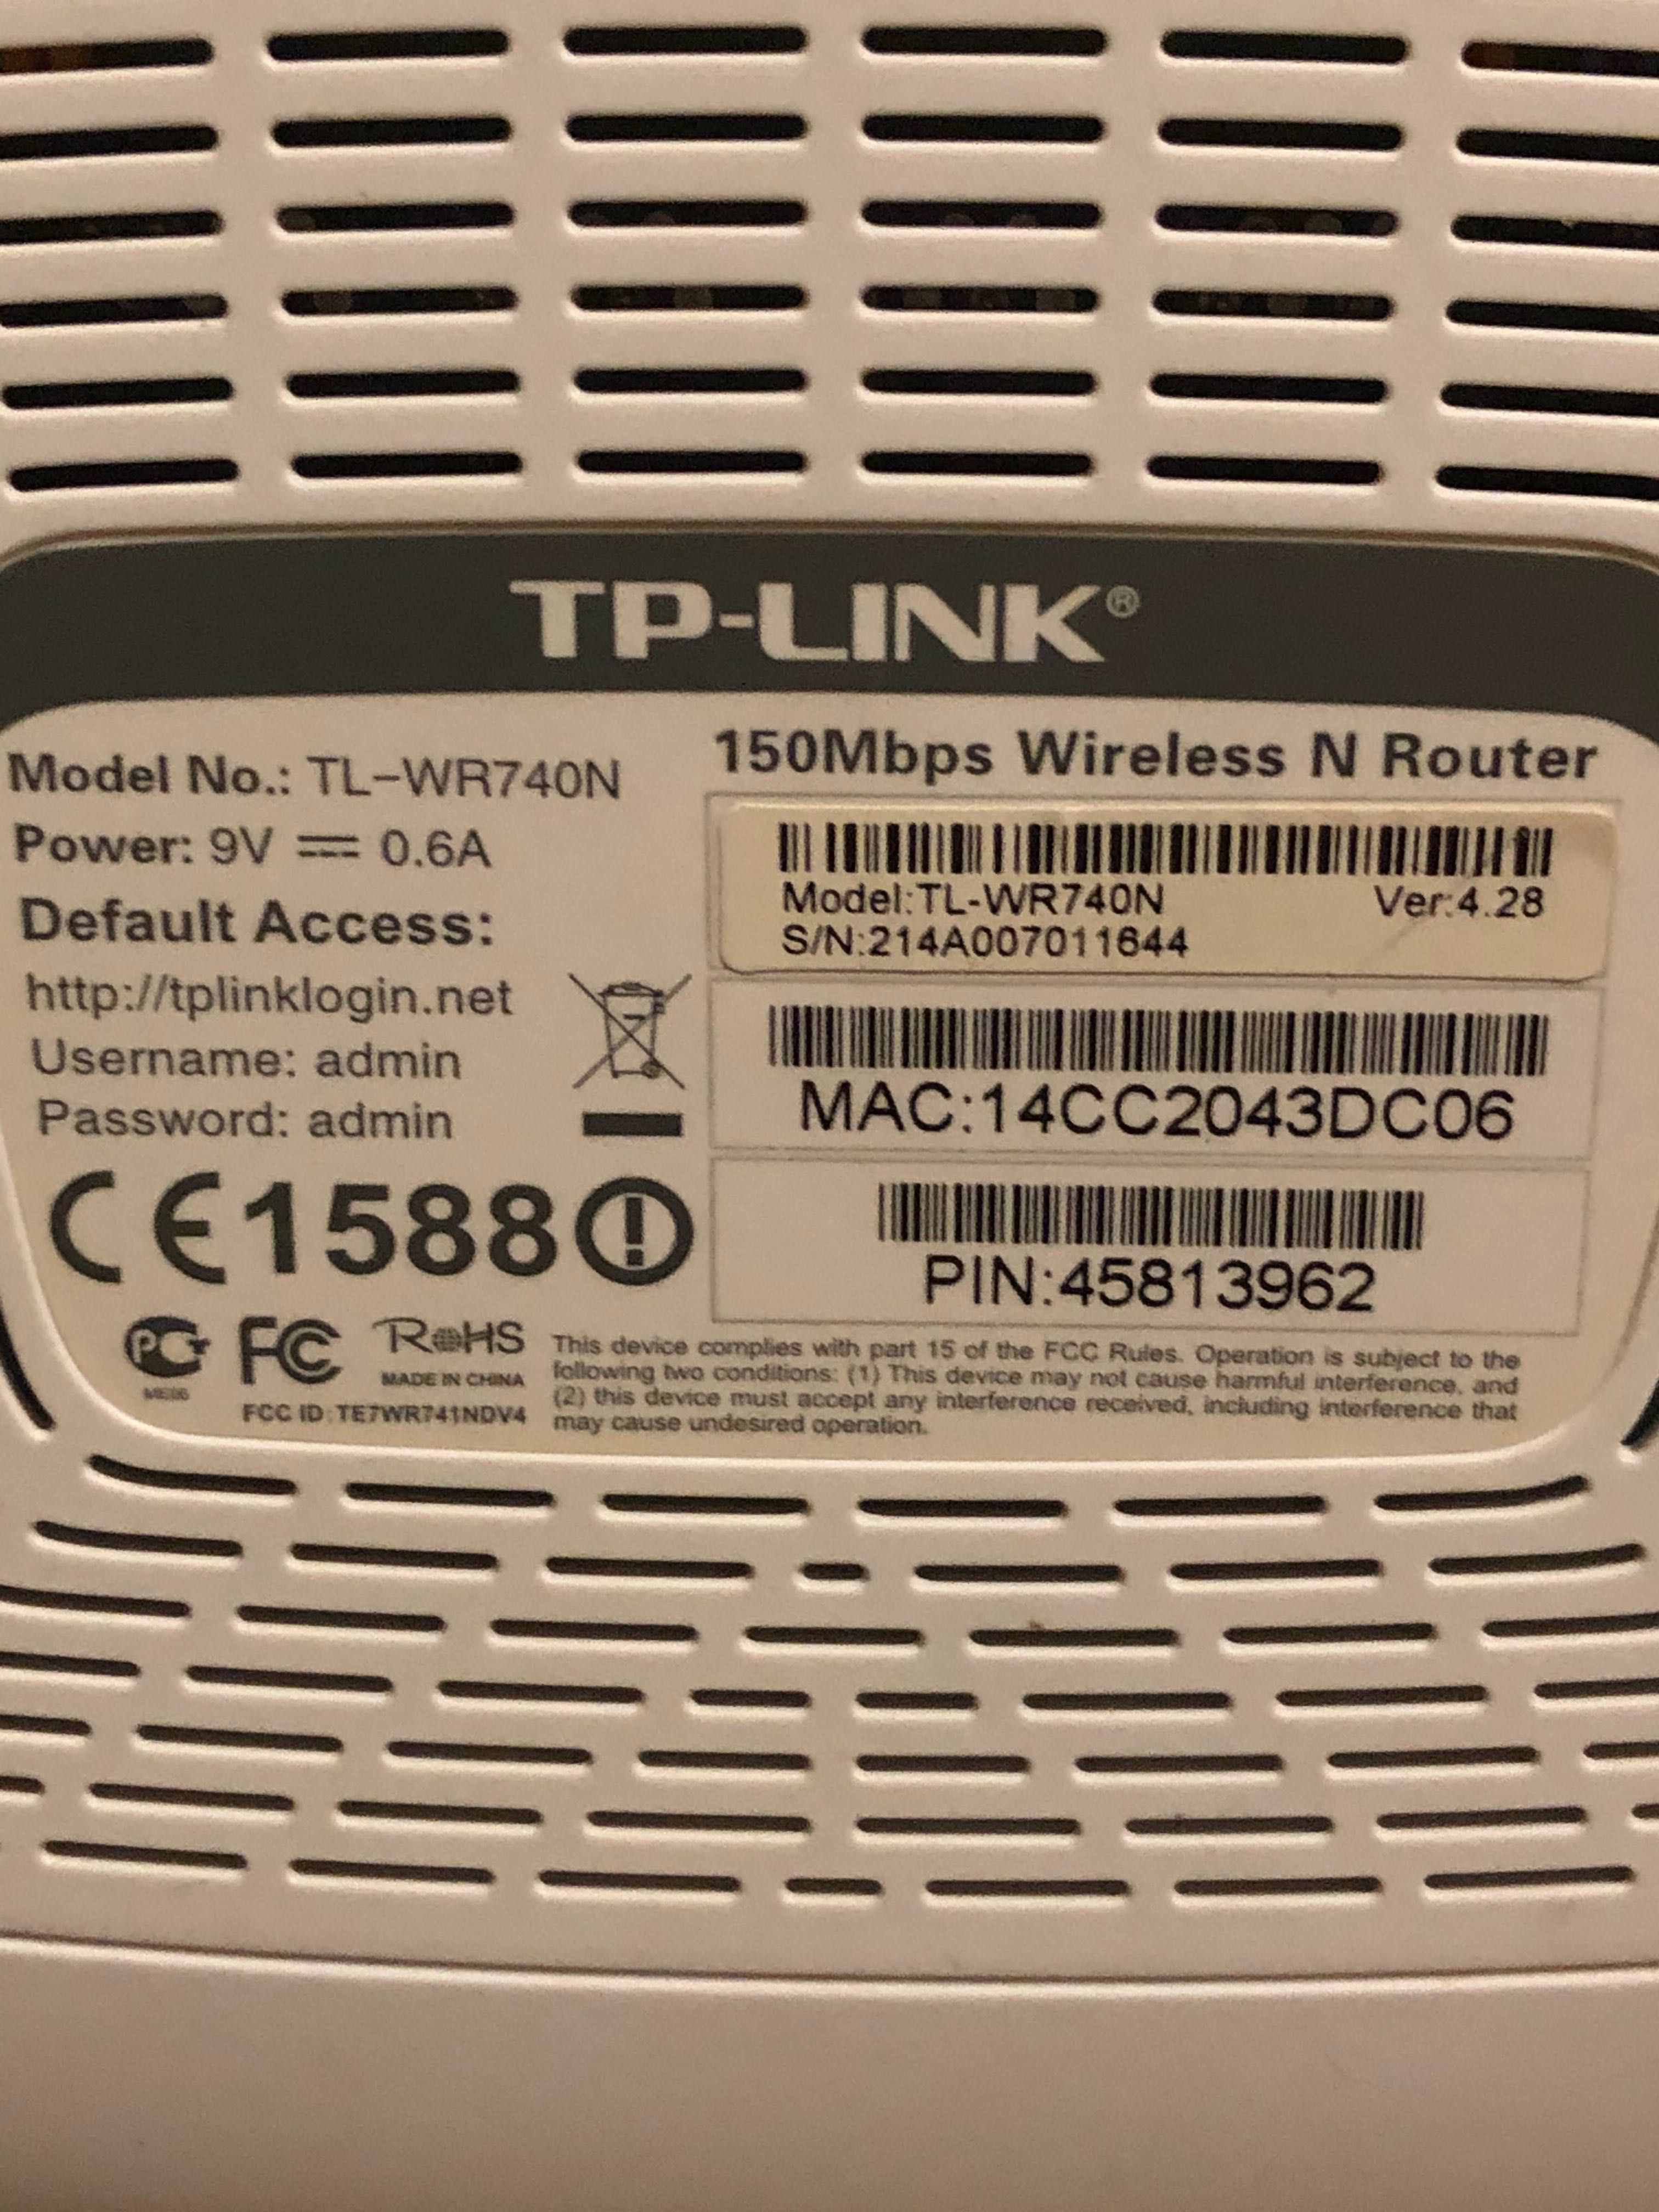 TP-LINK®
Model No.: TL-WR740N
Power: 9V 0.6A
Default Access:
http://tplinklogin.net
Username: admin
Password: admin
CE1588
150Mbps Wireless N Router
Model:TL-WR740N Ver:4.28
S/N:214A007011644
MAC:14CC2043DC06
PIN:45813962
FC
RoHS
MADE IN CHINA
FCC ID:TE7WR741NDV4
This device complies with part 15 of the FCC Rules. Operation is subject to the
following two conditions: (1) This device may not cause harmful interference, and
(2) this device must accept any interference received, including interference that
may cause undesired operation.